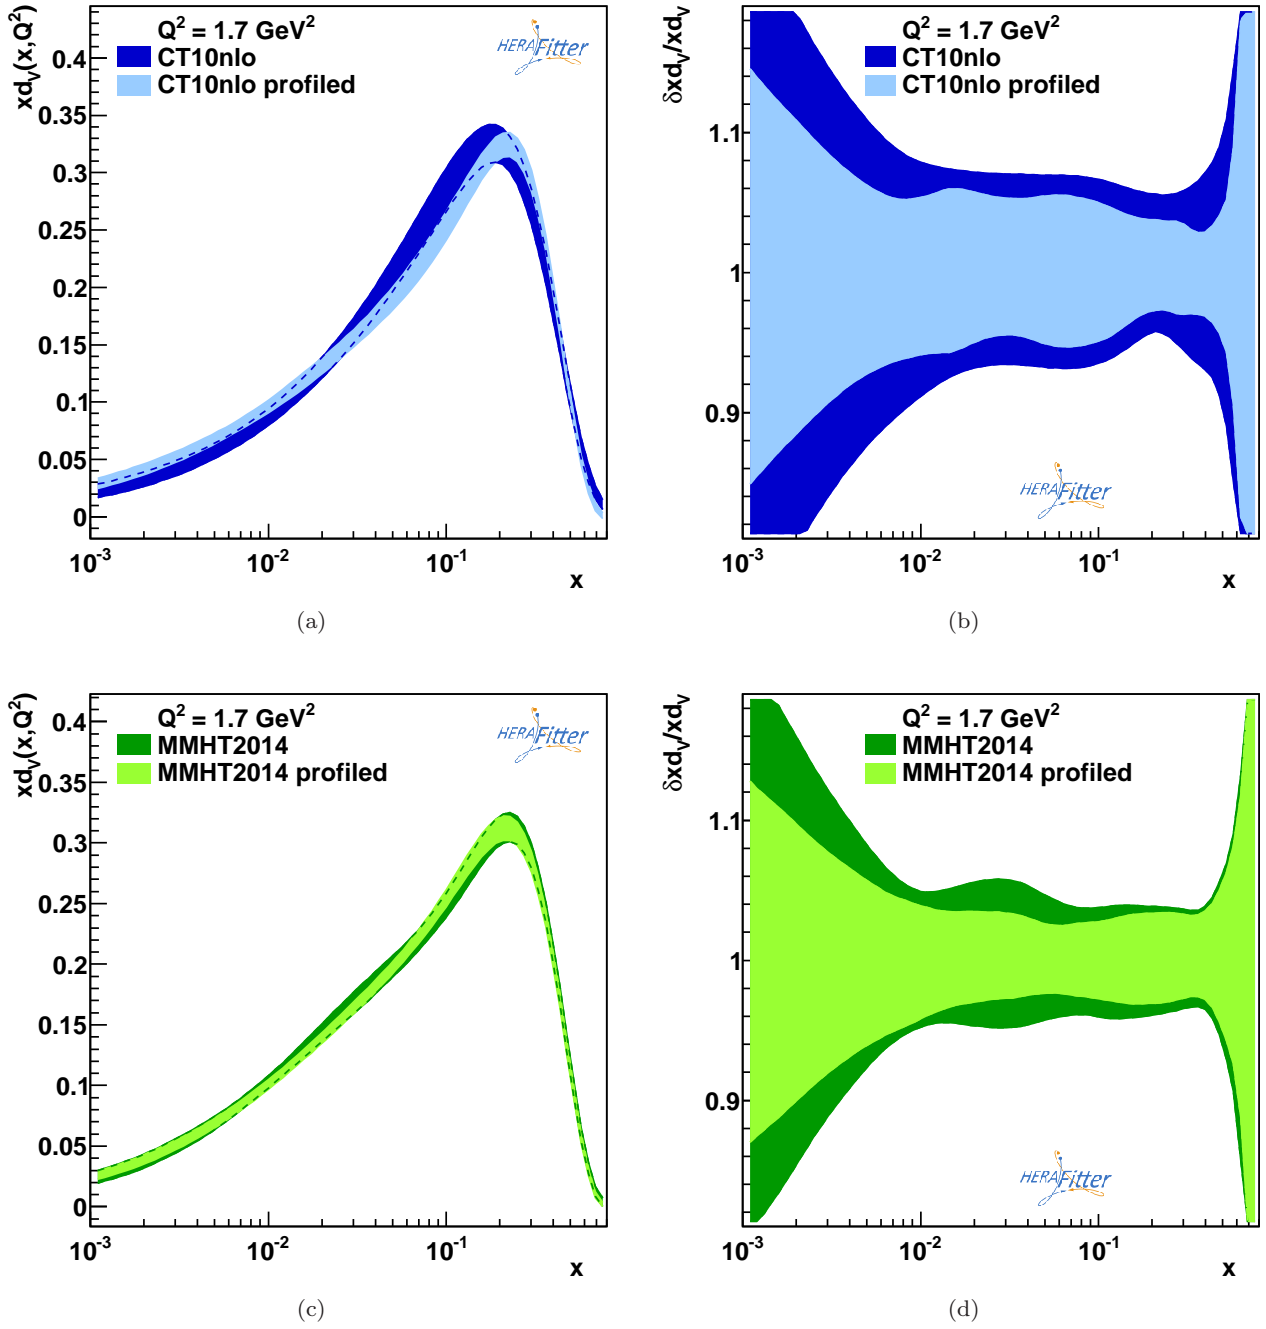 xd_V(x,Q²)
Q² = 1.7 GeV²
CT10nlo
CT10nlo profiled
HERAFitter
0.4
0.35
0.3
0.25
0.2
0.15
0.1
0.05
0
10⁻³ 10⁻² 10⁻¹
x
(a)
δxd_V/xd_V
Q² = 1.7 GeV²
CT10nlo
CT10nlo profiled
1.1
1
0.9
HERAFitter
10⁻³ 10⁻² 10⁻¹
x
(b)
xd_V(x,Q²)
Q² = 1.7 GeV²
MMHT2014
MMHT2014 profiled
HERAFitter
0.4
0.35
0.3
0.25
0.2
0.15
0.1
0.05
0
10⁻³ 10⁻² 10⁻¹
x
(c)
δxd_V/xd_V
Q² = 1.7 GeV²
MMHT2014
MMHT2014 profiled
1.1
1
0.9
HERAFitter
10⁻³ 10⁻² 10⁻¹
x
(d)